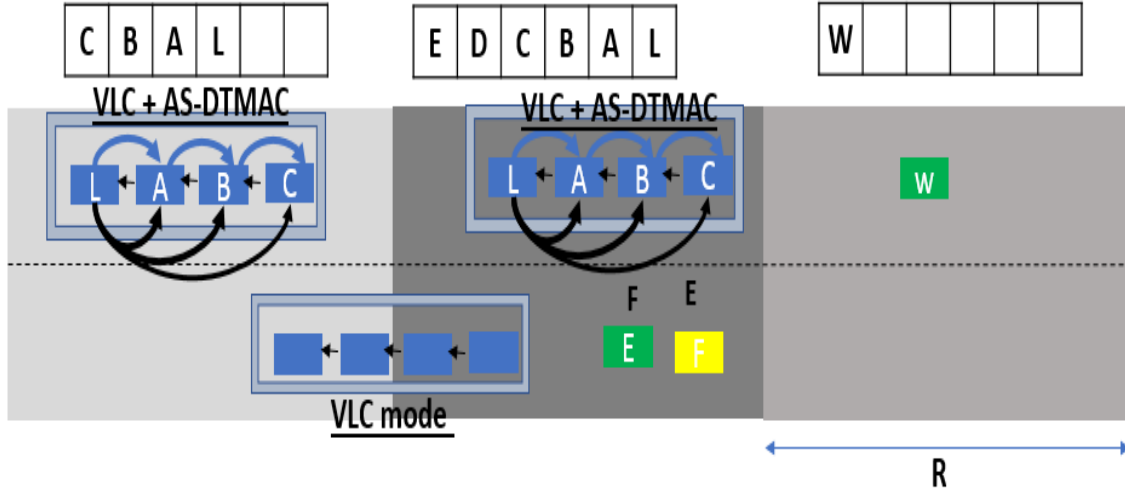 C B A L
E D C B A L
W
VLC + AS-DTMAC
VLC + AS-DTMAC
L A B C
L A B C
W
F E
E F
VLC mode
R